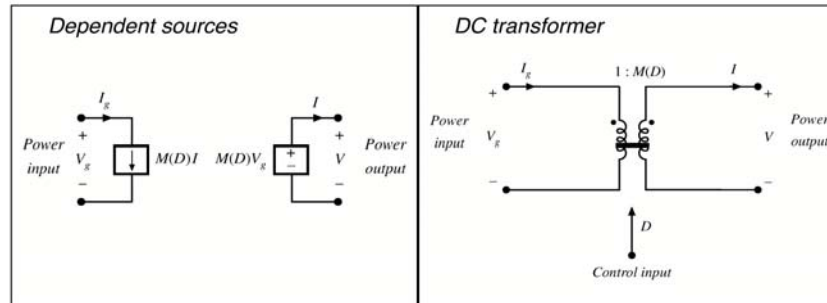 Dependent sources
I_g
I
+
+
Power input
V_g
M(D)I
M(D)V_g
+
−
V
Power output
−
−
DC transformer
1 : M(D)
I_g
I
+
+
Power input
V_g
V
Power output
−
−
D
Control input